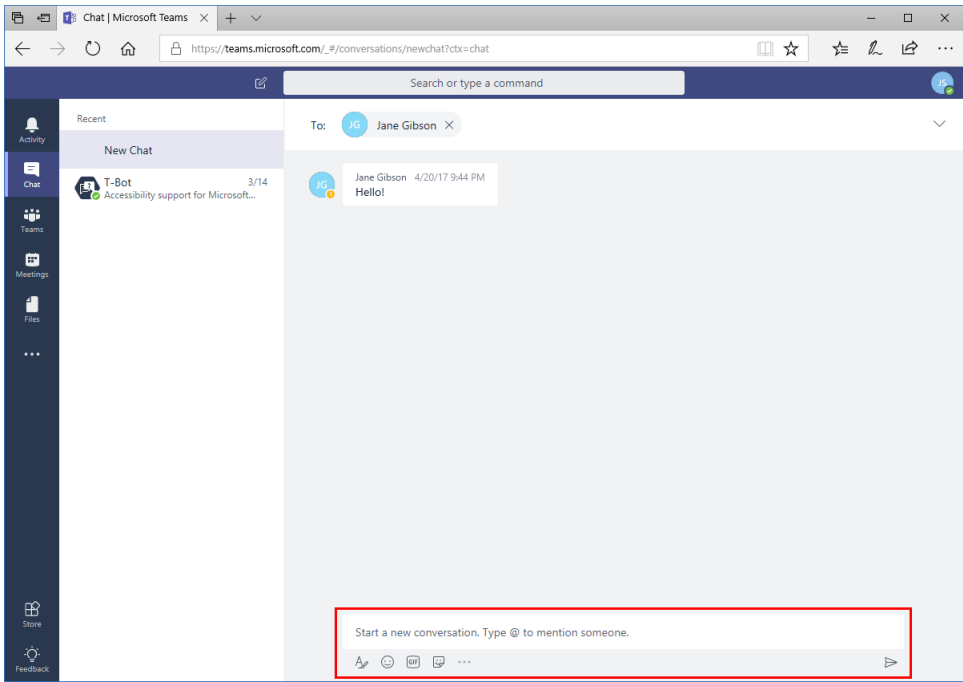 Chat | Microsoft Teams
https://teams.microsoft.com/_#/conversations/newchat?ctx=chat
Search or type a command
JS
Activity
Chat
Teams
Meetings
Files
Store
Feedback
Recent
New Chat
T-Bot 3/14
Accessibility support for Microsoft...
To: JG Jane Gibson
JG
Jane Gibson 4/20/17 9:44 PM
Hello!
Start a new conversation. Type @ to mention someone.
GIF